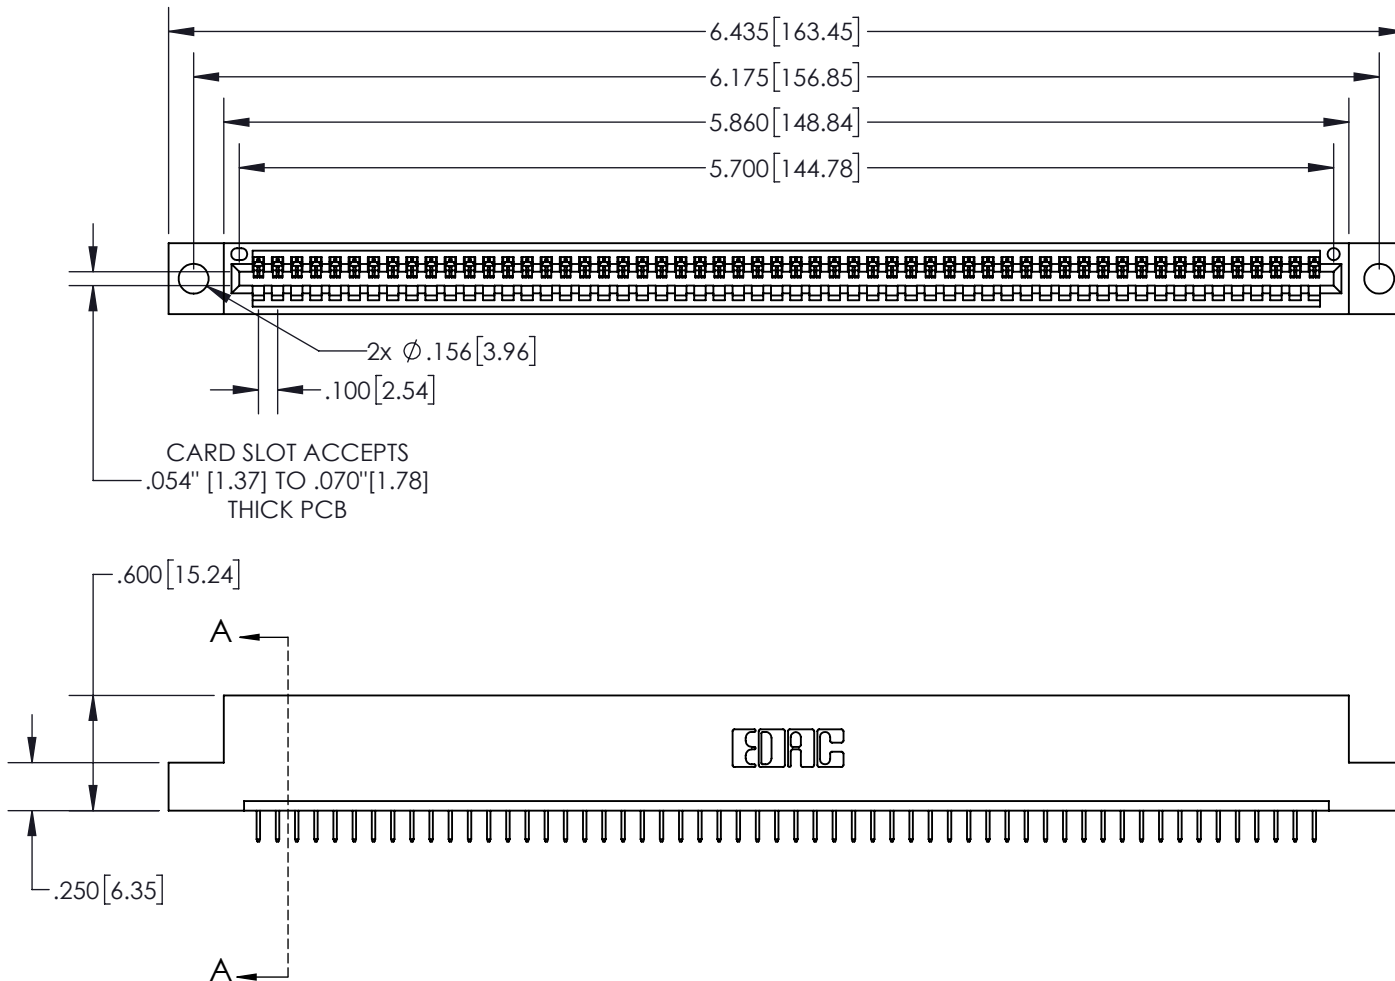 6.435[163.45]
6.175[156.85]
5.860[148.84]
5.700[144.78]
2x Ø.156[3.96]
.100[2.54]
CARD SLOT ACCEPTS
.054" [1.37] TO .070"[1.78]
THICK PCB
.600[15.24]
A
EDAC
.250[6.35]
A